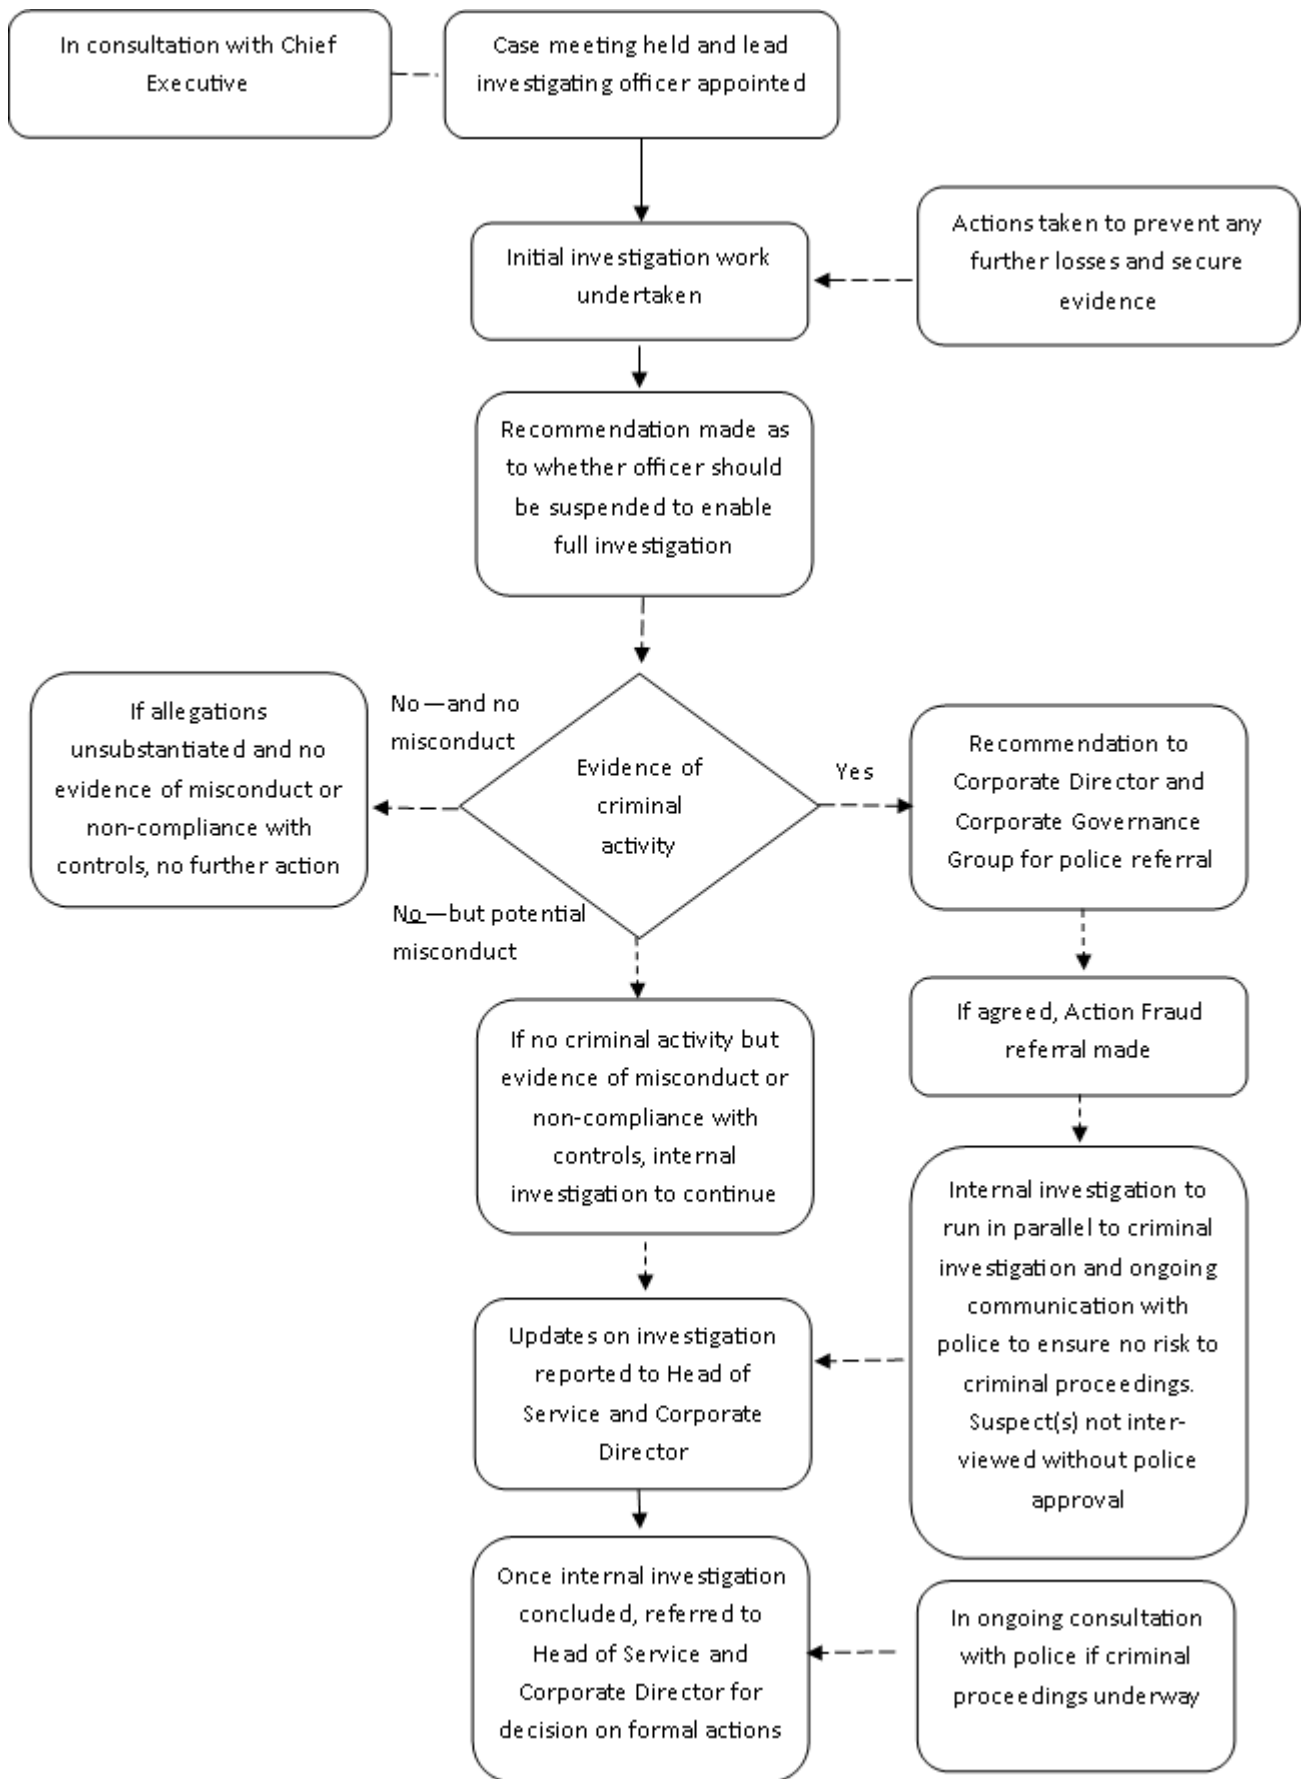 In consultation with Chief
Executive
Case meeting held and lead
investigating officer appointed
Initial investigation work
undertaken
Actions taken to prevent any
further losses and secure
evidence
Recommendation made as
to whether officer should
be suspended to enable
full investigation
If allegations
unsubstantiated and no
evidence of misconduct or
non-compliance with
controls, no further action
No—and no
misconduct
Evidence of
criminal
activity
Yes
Recommendation to
Corporate Director and
Corporate Governance
Group for police referral
No—but potential
misconduct
If agreed, Action Fraud
referral made
If no criminal activity but
evidence of misconduct or
non-compliance with
controls, internal
investigation to continue
Internal investigation to
run in parallel to criminal
investigation and ongoing
communication with
police to ensure no risk to
criminal proceedings.
Suspect(s) not inter-
viewed without police
approval
Updates on investigation
reported to Head of
Service and Corporate
Director
Once internal investigation
concluded, referred to
Head of Service and
Corporate Director for
decision on formal actions
In ongoing consultation
with police if criminal
proceedings underway